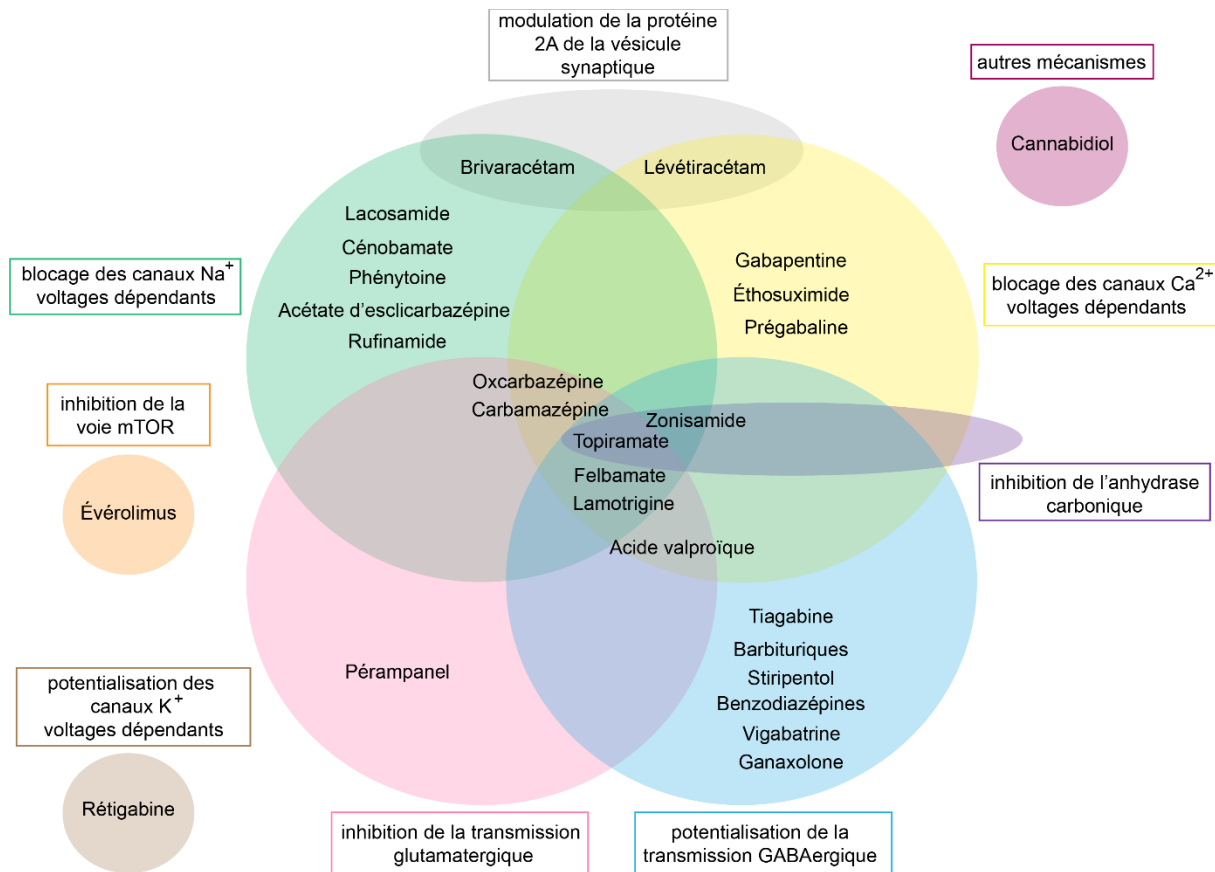 modulation de la protéine
2A de la vésicule
synaptique
autres mécanismes
Cannabidiol
Brivaracétam
Lévétiracétam
Lacosamide
Cénobamate
Phénytoine
Acétate d’esclicarbazépine
Rufinamide
blocage des canaux Na⁺
voltages dépendants
Gabapentine
Éthosuximide
Prégabaline
blocage des canaux Ca²⁺
voltages dépendants
Oxcarbazépine
Carbamazépine
Zonisamide
Topiramate
Felbamate
Lamotrigine
Acide valproïque
inhibition de la
voie mTOR
Évérolimus
inhibition de l’anhydrase
carbonique
Tiagabine
Barbituriques
Stiripentol
Benzodiazépines
Vigabatrine
Ganaxolone
Pérampanel
potentialisation des
canaux K⁺
voltages dépendants
Rétigabine
inhibition de la transmission
glutamatergique
potentialisation de la
transmission GABAergique